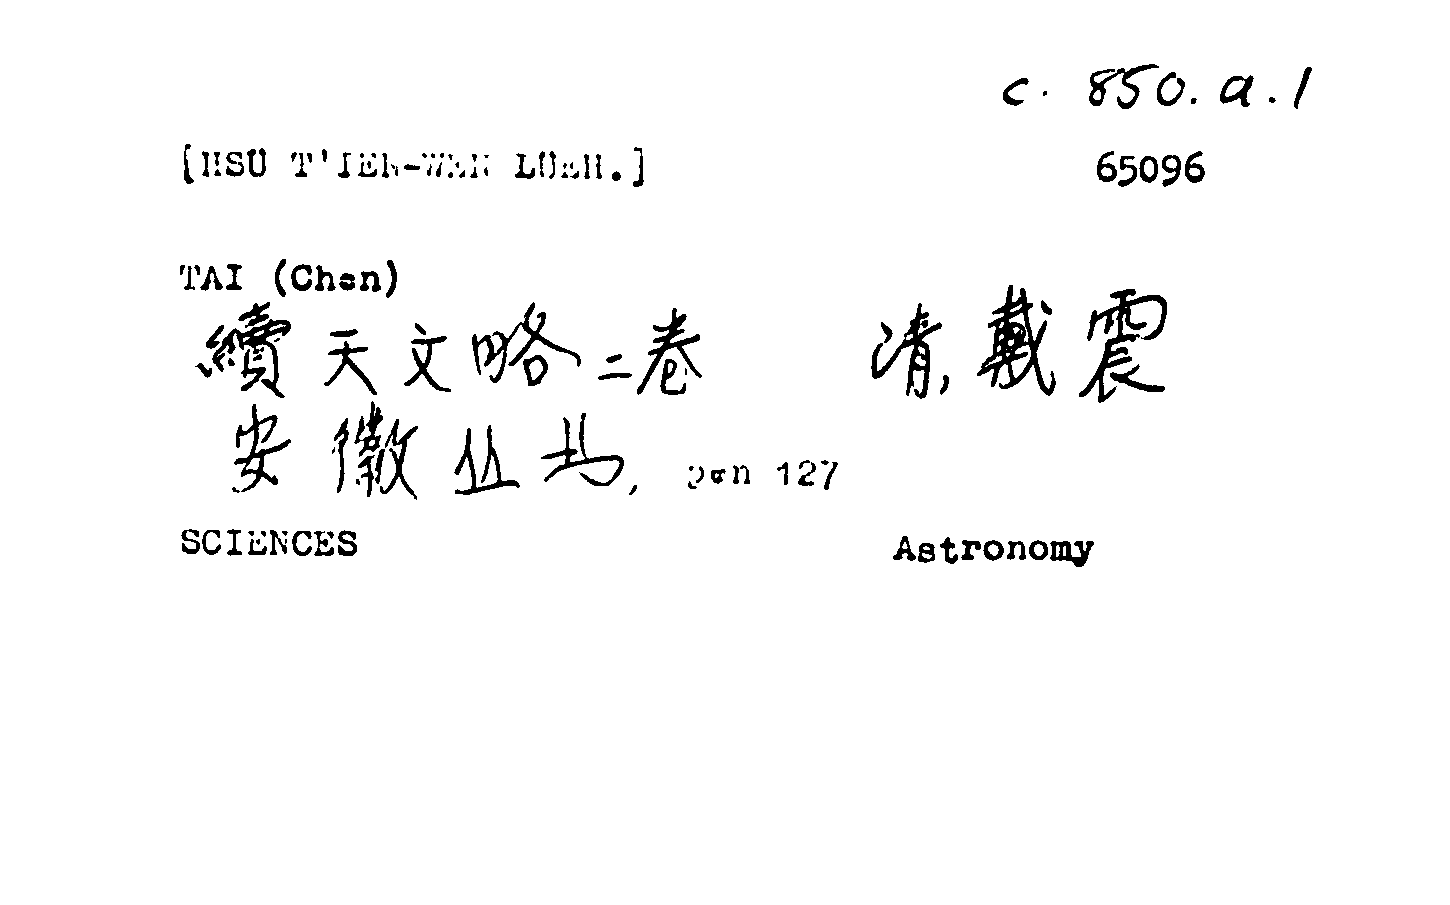 c. 850.a.1
[HSU T'IEN-WEN LÜEH.] 65096
TAI (Chen)
續天文略二卷 清,戴震
安徽丛书, pen 127
SCIENCES Astronomy